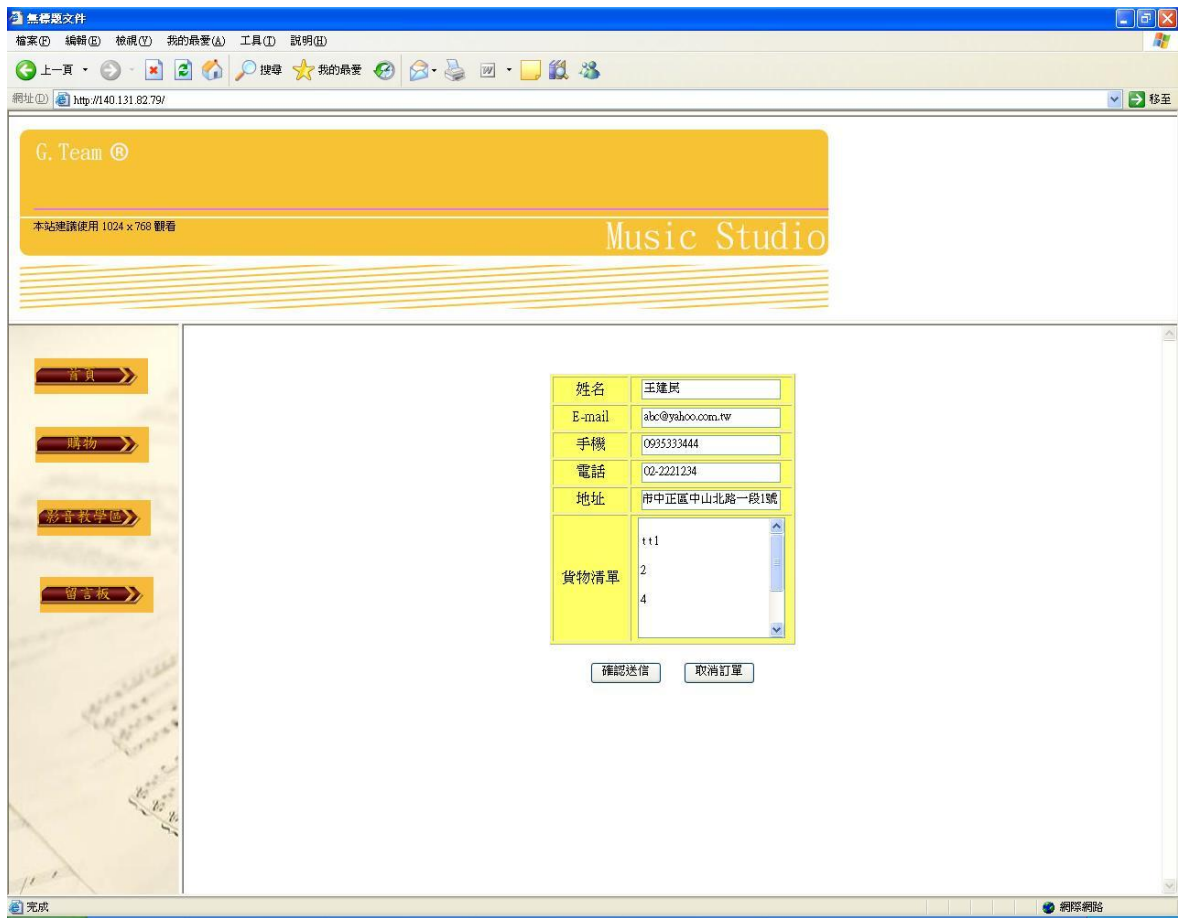 無標題文件
檔案(F) 編輯(E) 檢視(V) 我的最愛(A) 工具(T) 說明(H)
上一頁 搜尋 我的最愛
網址(D) http://140.131.82.79/ 移至
G.Team ®
本站建議使用 1024 x 768 觀看
Music Studio
首頁
購物
影音教學區
留言板
姓名 王建民
E-mail abc@yahoo.com.tw
手機 0935333444
電話 02-2221234
地址 市中正區中山北路一段1號
貨物清單
tt1
2
4
確認送信 取消訂單
完成 網際網路